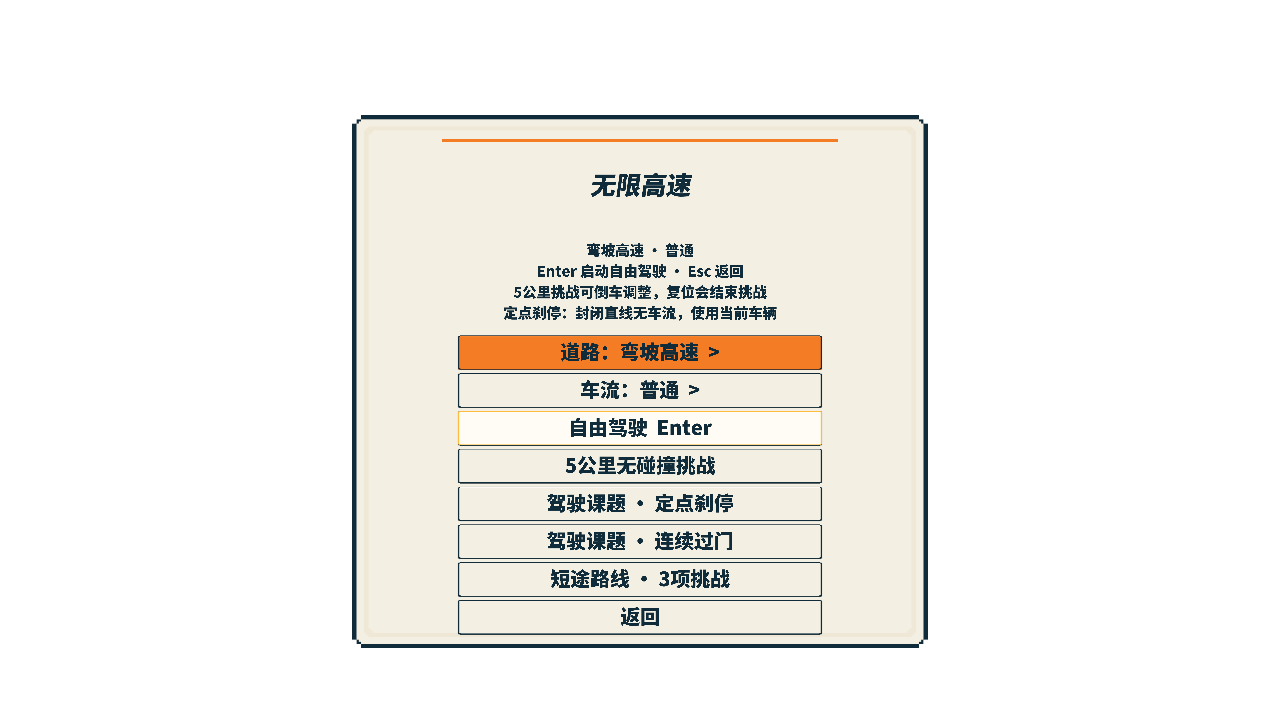 无限高速
弯坡高速 · 普通
Enter 启动自由驾驶 · Esc 返回
5公里挑战可倒车调整，复位会结束挑战
定点刹停：封闭直线无车流，使用当前车辆
道路：弯坡高速 >
车流：普通 >
自由驾驶 Enter
5公里无碰撞挑战
驾驶课题 · 定点刹停
驾驶课题 · 连续过门
短途路线 · 3项挑战
返回